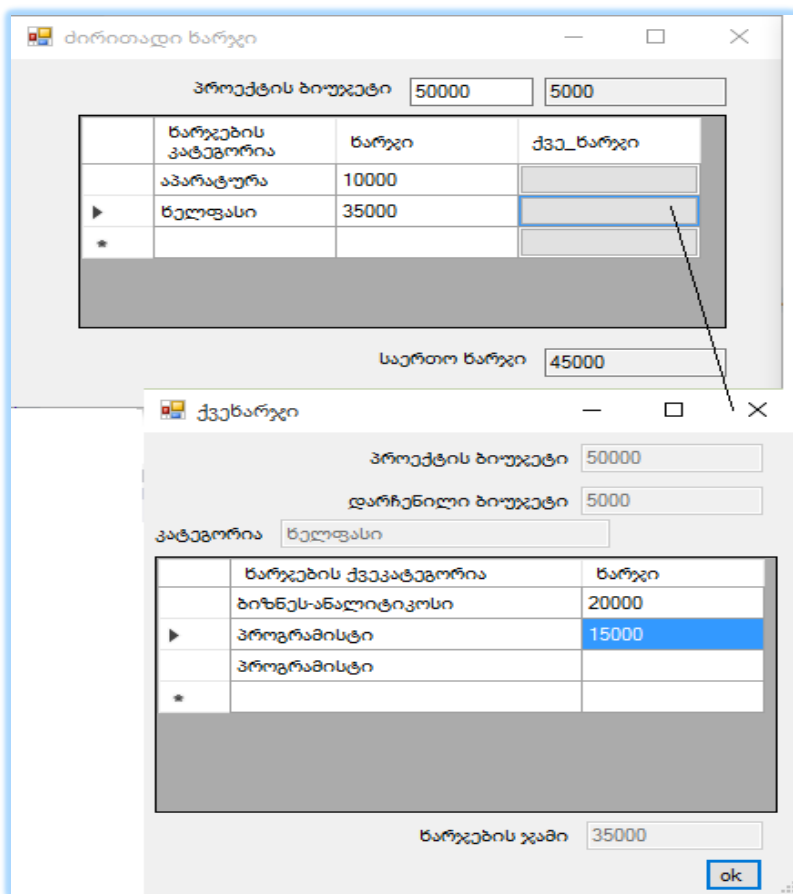 ძირითადი ხარჯი
პროექტის ბიუჯეტი 50000 5000
ხარჯების კატეგორია ხარჯი ქვე_ხარჯი
აპარატურა 10000
ხელფასი 35000
საერთო ხარჯი 45000
ქვეხარჯი
პროექტის ბიუჯეტი 50000
დარჩენილი ბიუჯეტი 5000
კატეგორია ხელფასი
ხარჯების ქვეკატეგორია ხარჯი
ბიზნეს-ანალიტიკოსი 20000
პროგრამისტი 15000
პროგრამისტი
ხარჯების ჯამი 35000
ok